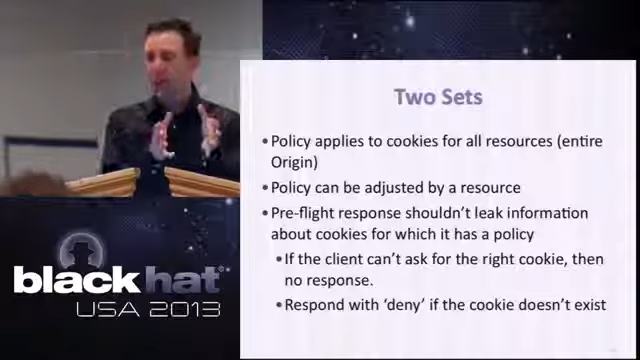 Two Sets
• Policy applies to cookies for all resources (entire
Origin)
• Policy can be adjusted by a resource
• Pre-flight response shouldn't leak information
about cookies for which it has a policy
• If the client can't ask for the right cookie, then
no response.
• Respond with 'deny' if the cookie doesn't exist
black hat®
USA 2013